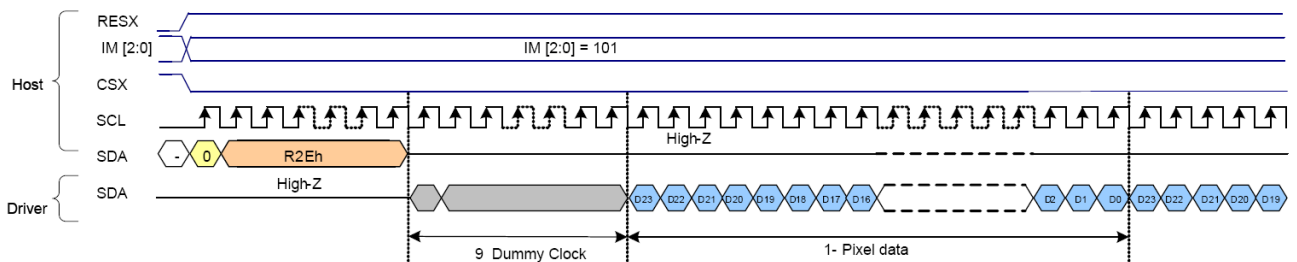 RESX
IM [2:0]
IM [2:0] = 101
Host
CSX
SCL
High-Z
SDA
-
0
R2Eh
High-Z
Driver
SDA
D23 D22 D21 D20 D19 D18 D17 D16 D2 D1 D0 D23 D22 D21 D20 D19
9 Dummy Clock
1- Pixel data